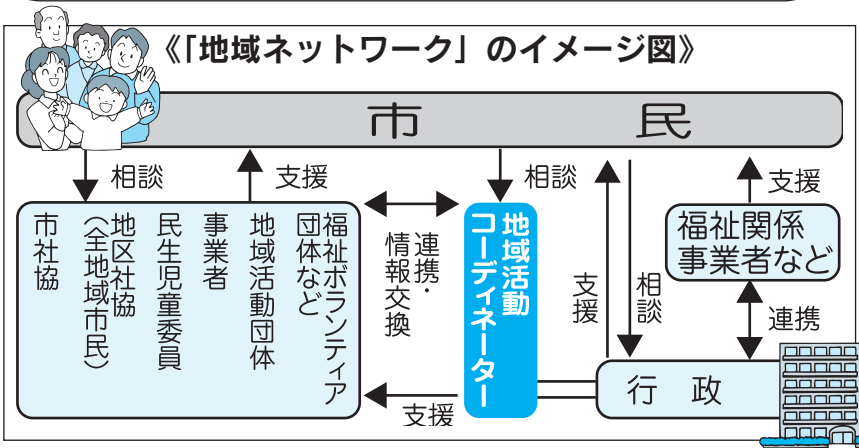 《「地域ネットワーク」のイメージ図》
市民
相談
支援
相談
支援
相談
支援
福祉ボランティア
団体など
地域活動団体
事業者
民生児童委員
地区社協
（全地域市民）
市社協
連携・
情報交換
支援
地域活動
コーディネーター
福祉関係
事業者など
連携
行政